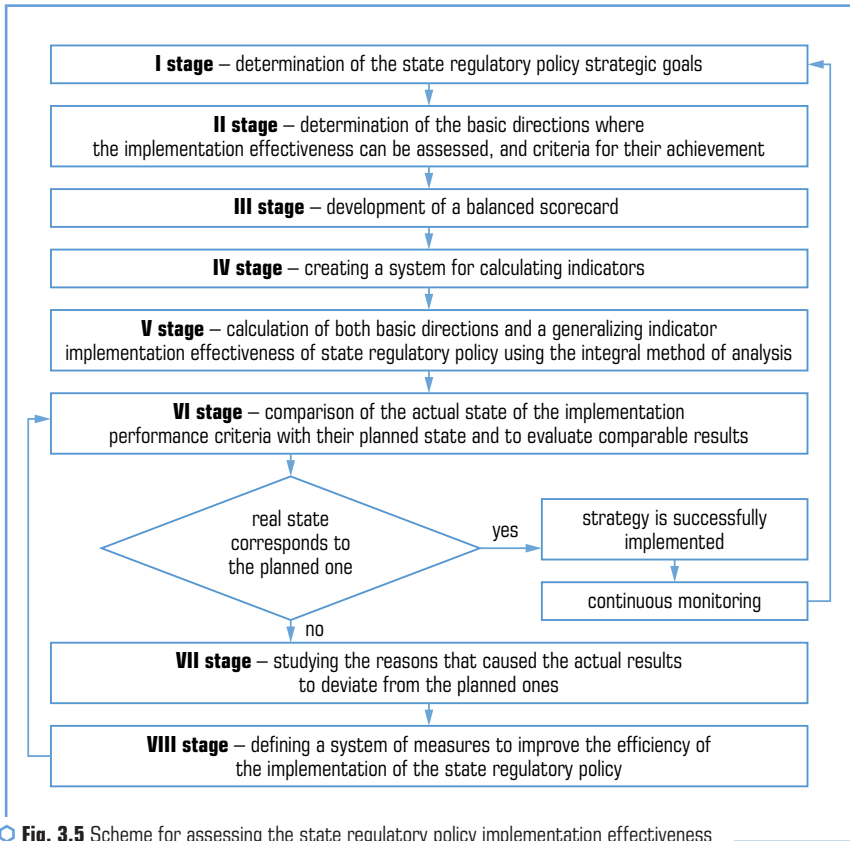 I stage – determination of the state regulatory policy strategic goals
II stage – determination of the basic directions where
the implementation effectiveness can be assessed, and criteria for their achievement
III stage – development of a balanced scorecard
IV stage – creating a system for calculating indicators
V stage – calculation of both basic directions and a generalizing indicator
implementation effectiveness of state regulatory policy using the integral method of analysis
VI stage – comparison of the actual state of the implementation
performance criteria with their planned state and to evaluate comparable results
real state
corresponds to
the planned one
yes
strategy is successfully
implemented
continuous monitoring
no
VII stage – studying the reasons that caused the actual results
to deviate from the planned ones
VIII stage – defining a system of measures to improve the efficiency of
the implementation of the state regulatory policy
Fig. 3.5 Scheme for assessing the state regulatory policy implementation effectiveness